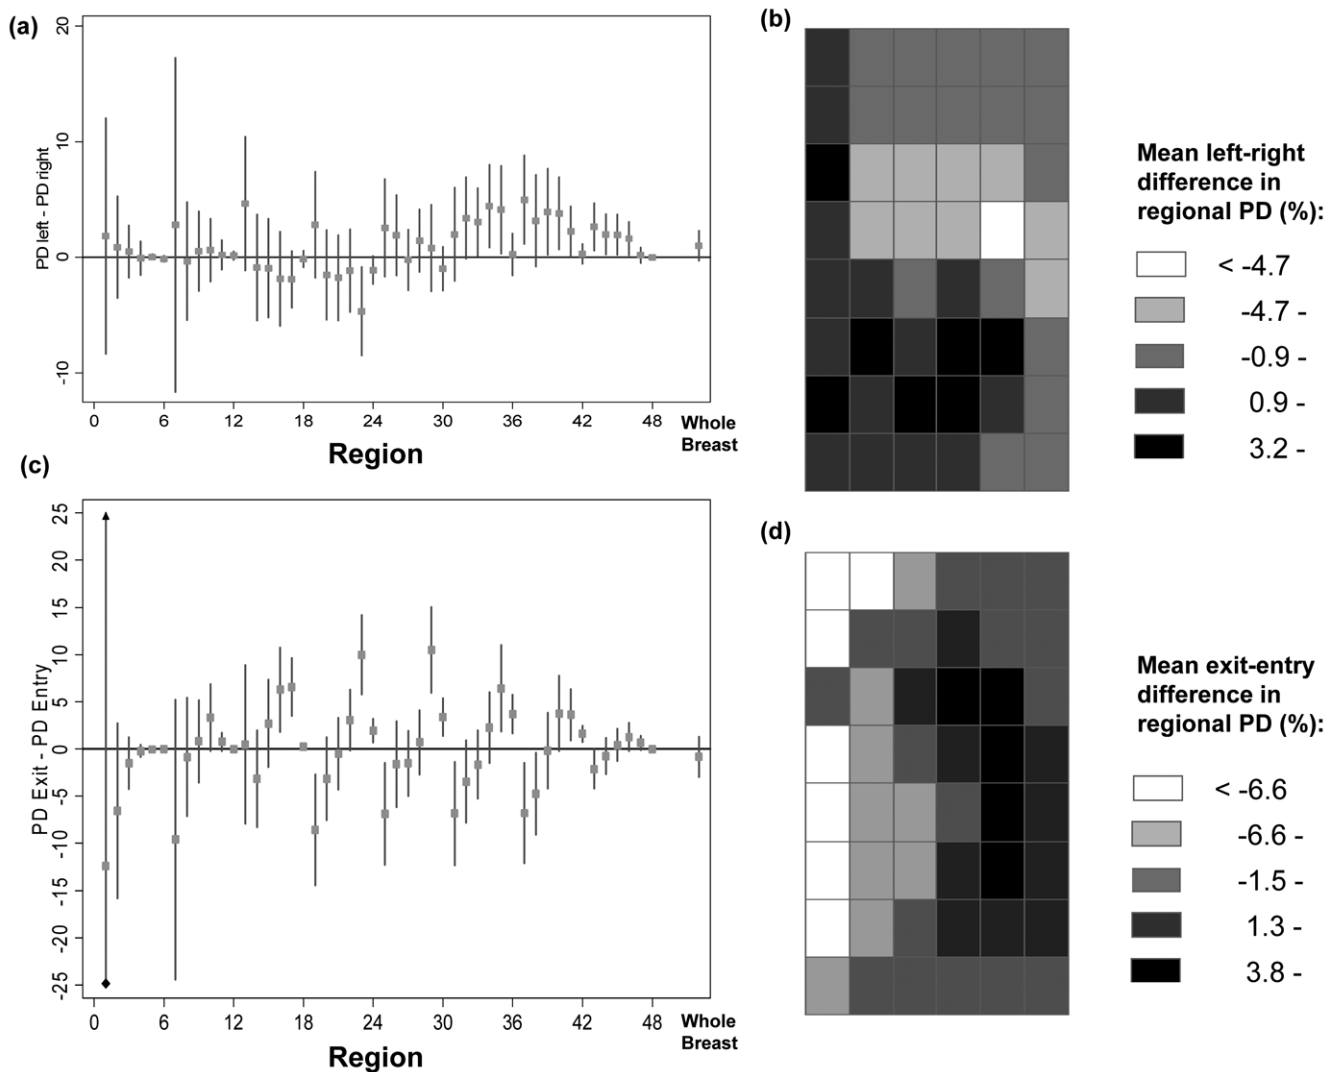 (a)
20
10
0
-10
PD left - PD right
0 6 12 18 24 30 36 42 48 Whole
Breast
Region
(b)
Mean left-right
difference in
regional PD (%):
< -4.7
-4.7 -
-0.9 -
0.9 -
3.2 -
(c)
25
20
15
10
5
0
-5
-10
-15
-20
-25
PD Exit - PD Entry
0 6 12 18 24 30 36 42 48 Whole
Breast
Region
(d)
Mean exit-entry
difference in
regional PD (%):
< -6.6
-6.6 -
-1.5 -
1.3 -
3.8 -